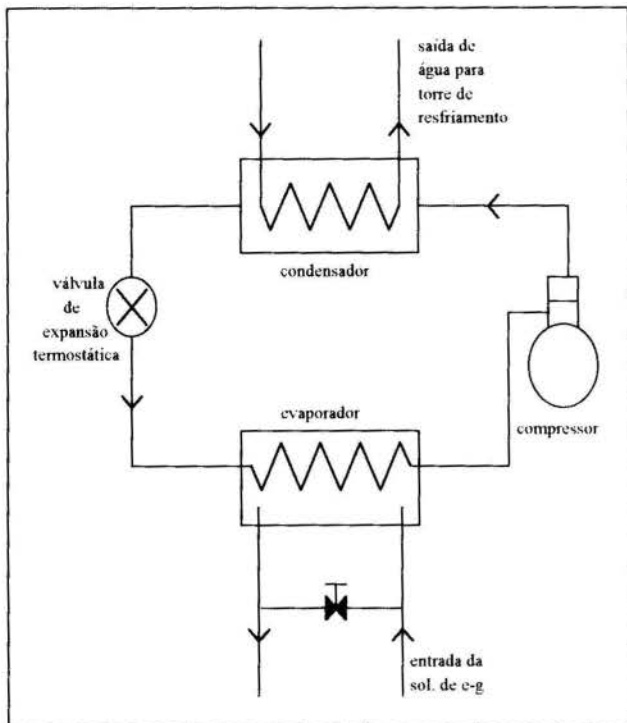 saída de
água para
torre de
resfriamento
condensador
válvula
de
expansão
termostática
evaporador
compressor
entrada da
sol. de e-g